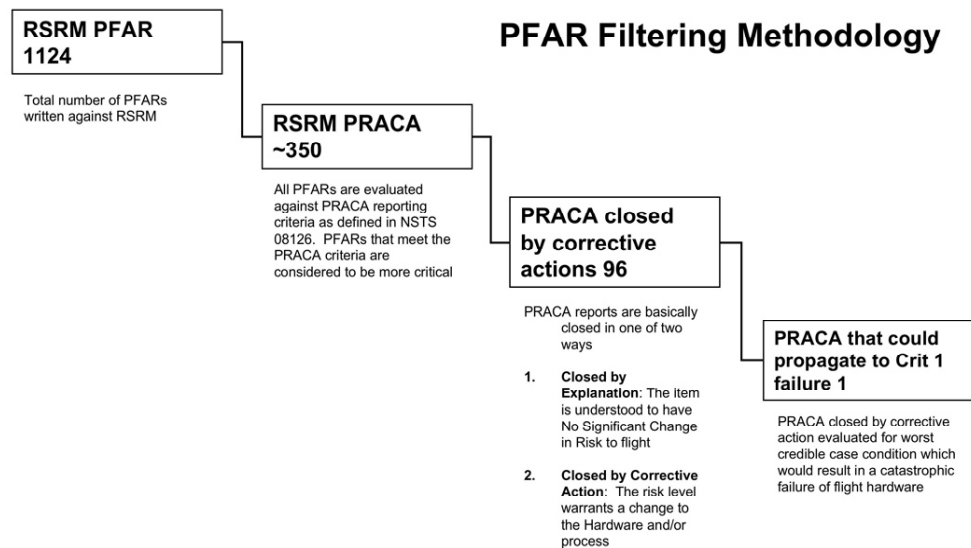 RSRM PFAR
1124
PFAR Filtering Methodology
Total number of PFARs
written against RSRM
RSRM PRACA
~350
All PFARs are evaluated
against PRACA reporting
criteria as defined in NSTS
08126.  PFARs that meet the
PRACA criteria are
considered to be more critical
PRACA closed
by corrective
actions 96
PRACA reports are basically
closed in one of two
ways
1. Closed by
Explanation: The item
is understood to have
No Significant Change
in Risk to flight
2. Closed by Corrective
Action:  The risk level
warrants a change to
the Hardware and/or
process
PRACA that could
propagate to Crit 1
failure 1
PRACA closed by corrective
action evaluated for worst
credible case condition which
would result in a catastrophic
failure of flight hardware